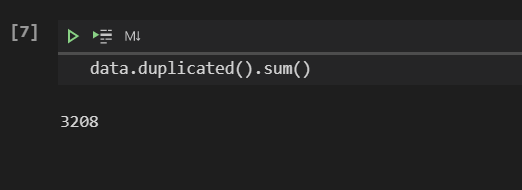 [7]
M↓
data.duplicated().sum()
3208